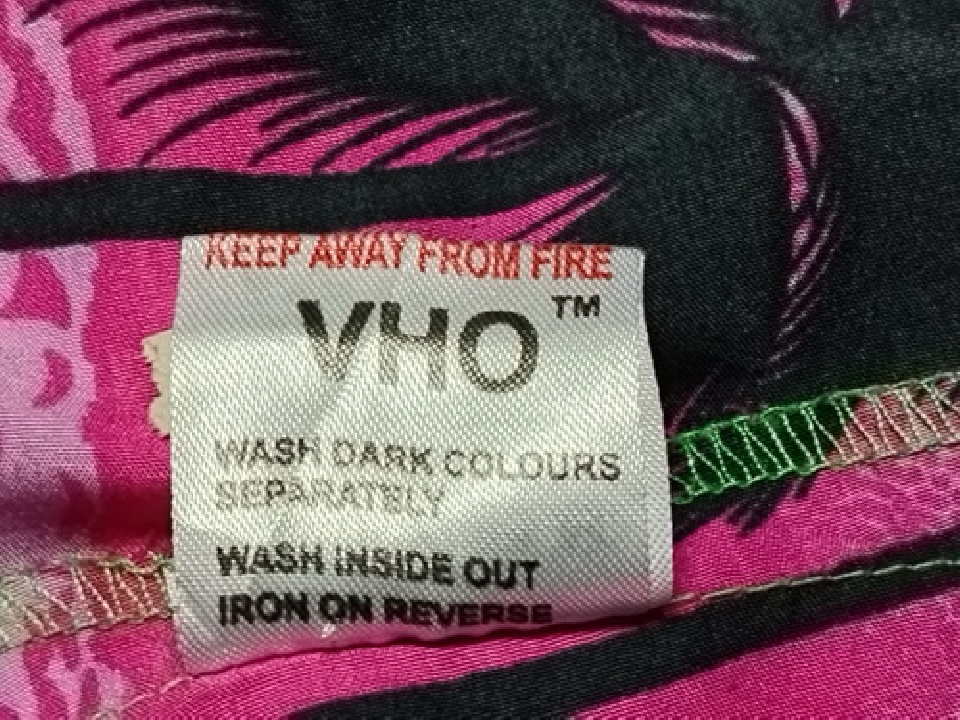 KEEP AWAY FROM FIRE
VHO™
WASH DARK COLOURS
SEPARATELY
WASH INSIDE OUT
IRON ON REVERSE